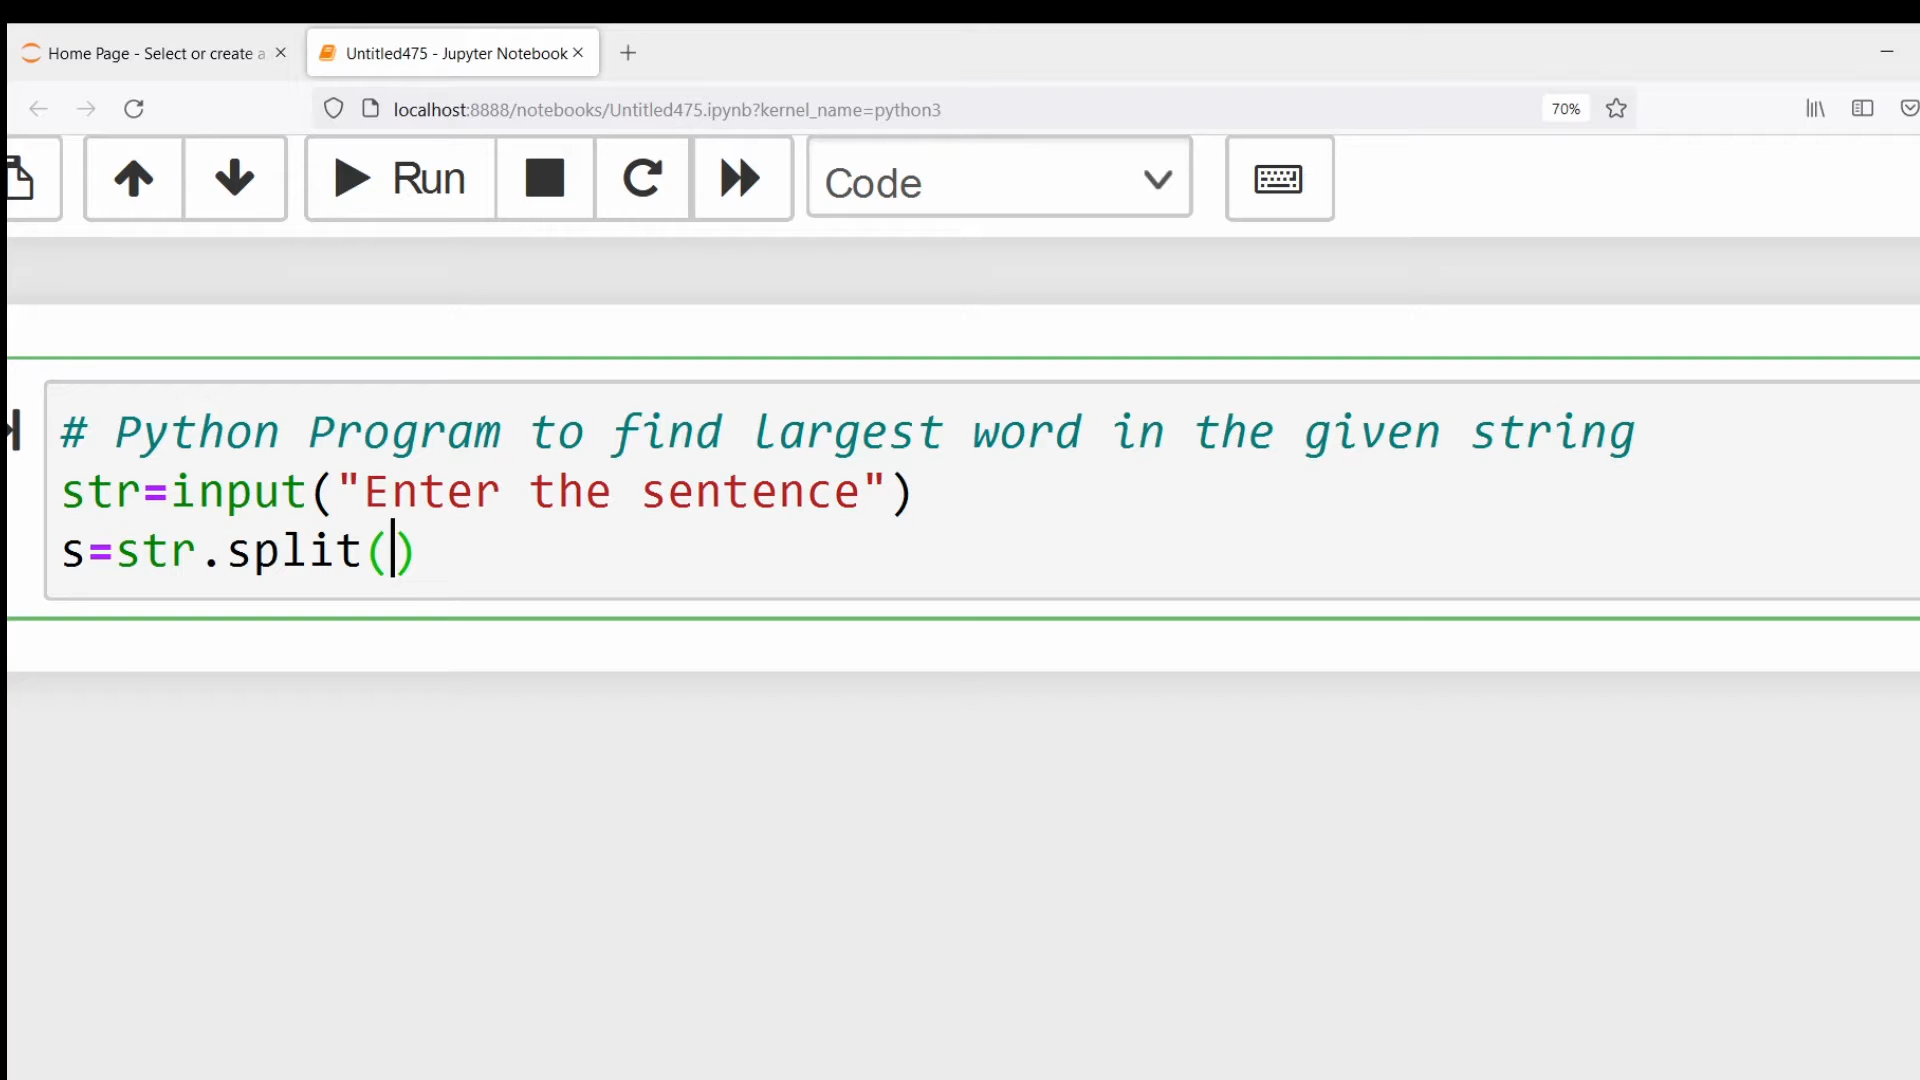 Home Page - Select or create a
Untitled475 - Jupyter Notebook
localhost:8888/notebooks/Untitled475.ipynb?kernel_name=python3
70%
Run
Code
# Python Program to find largest word in the given string
str=input("Enter the sentence")
s=str.split()